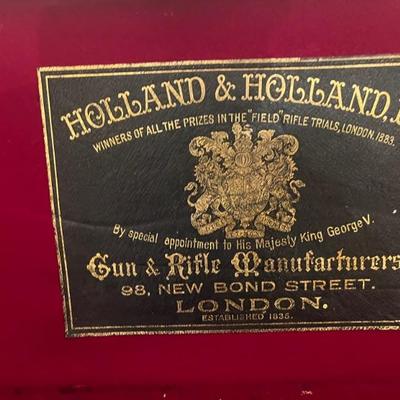 HOLLAND & HOLLAND, L
WINNERS OF ALL THE PRIZES IN THE "FIELD" RIFLE TRIALS, LONDON. 1883.
By special appointment to His Majesty King George V.
Gun & Rifle Manufacturers
98, NEW BOND STREET.
LONDON.
ESTABLISHED 1835.